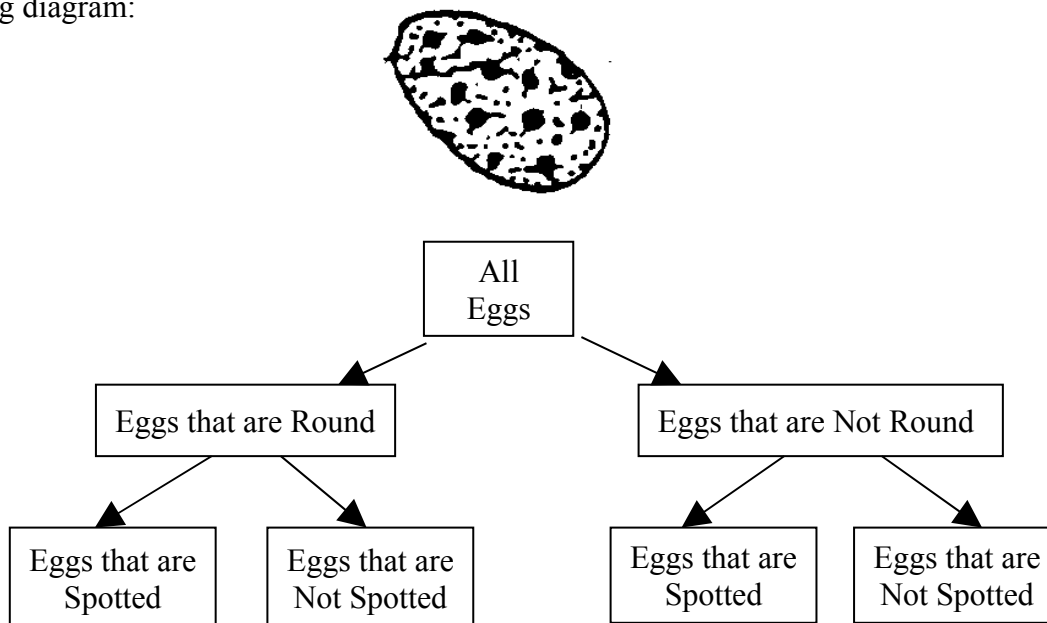 g diagram:
All
Eggs
Eggs that are Round
Eggs that are Not Round
Eggs that are
Spotted
Eggs that are
Not Spotted
Eggs that are
Spotted
Eggs that are
Not Spotted